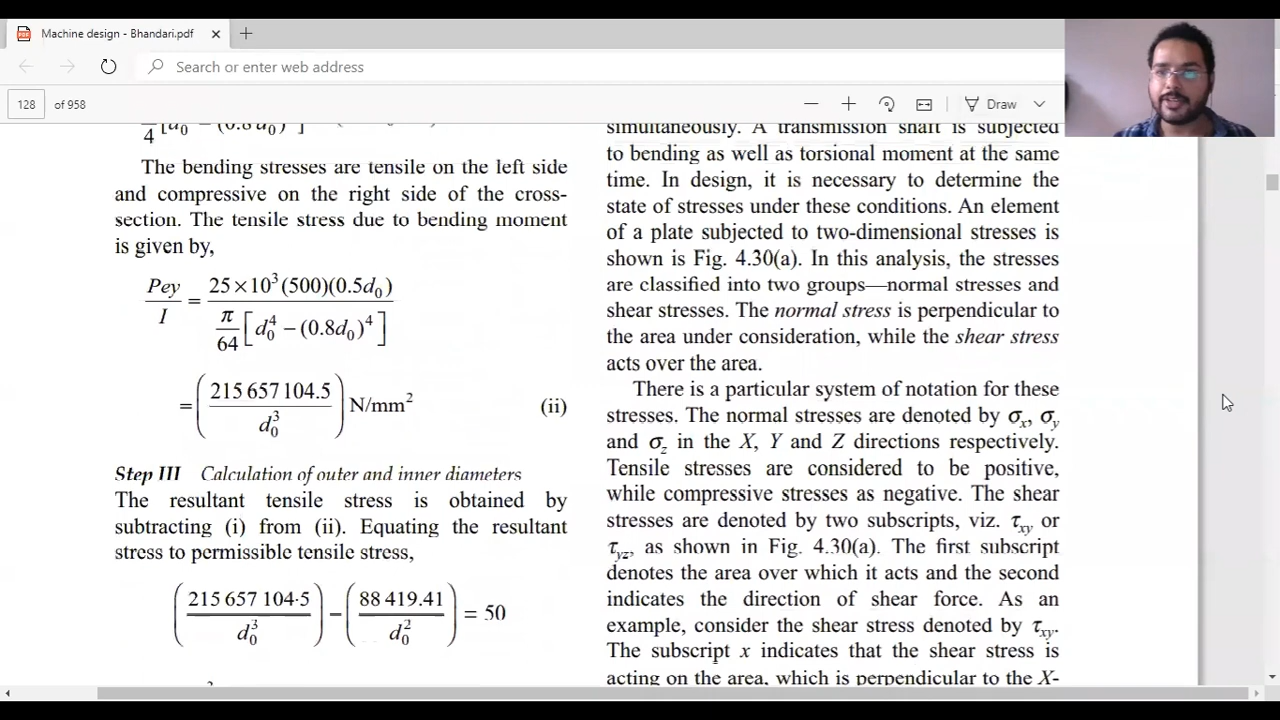 Machine design - Bhandari.pdf
Search or enter web address
128 of 958
Draw
The bending stresses are tensile on the left side
and compressive on the right side of the cross-
section. The tensile stress due to bending moment
is given by,
Pey/I = 25×10³(500)(0.5d₀) / (π/64 [d₀⁴ – (0.8d₀)⁴])
= (215 657 104.5 / d₀³) N/mm² (ii)
Step III Calculation of outer and inner diameters
The resultant tensile stress is obtained by
subtracting (i) from (ii). Equating the resultant
stress to permissible tensile stress,
(215 657 104·5 / d₀³) – (88 419.41 / d₀²) = 50
simultaneously. A transmission shaft is subjected
to bending as well as torsional moment at the same
time. In design, it is necessary to determine the
state of stresses under these conditions. An element
of a plate subjected to two-dimensional stresses is
shown is Fig. 4.30(a). In this analysis, the stresses
are classified into two groups—normal stresses and
shear stresses. The normal stress is perpendicular to
the area under consideration, while the shear stress
acts over the area.
There is a particular system of notation for these
stresses. The normal stresses are denoted by σx, σy
and σz in the X, Y and Z directions respectively.
Tensile stresses are considered to be positive,
while compressive stresses as negative. The shear
stresses are denoted by two subscripts, viz. τxy or
τyz, as shown in Fig. 4.30(a). The first subscript
denotes the area over which it acts and the second
indicates the direction of shear force. As an
example, consider the shear stress denoted by τxy.
The subscript x indicates that the shear stress is
acting on the area, which is perpendicular to the X-